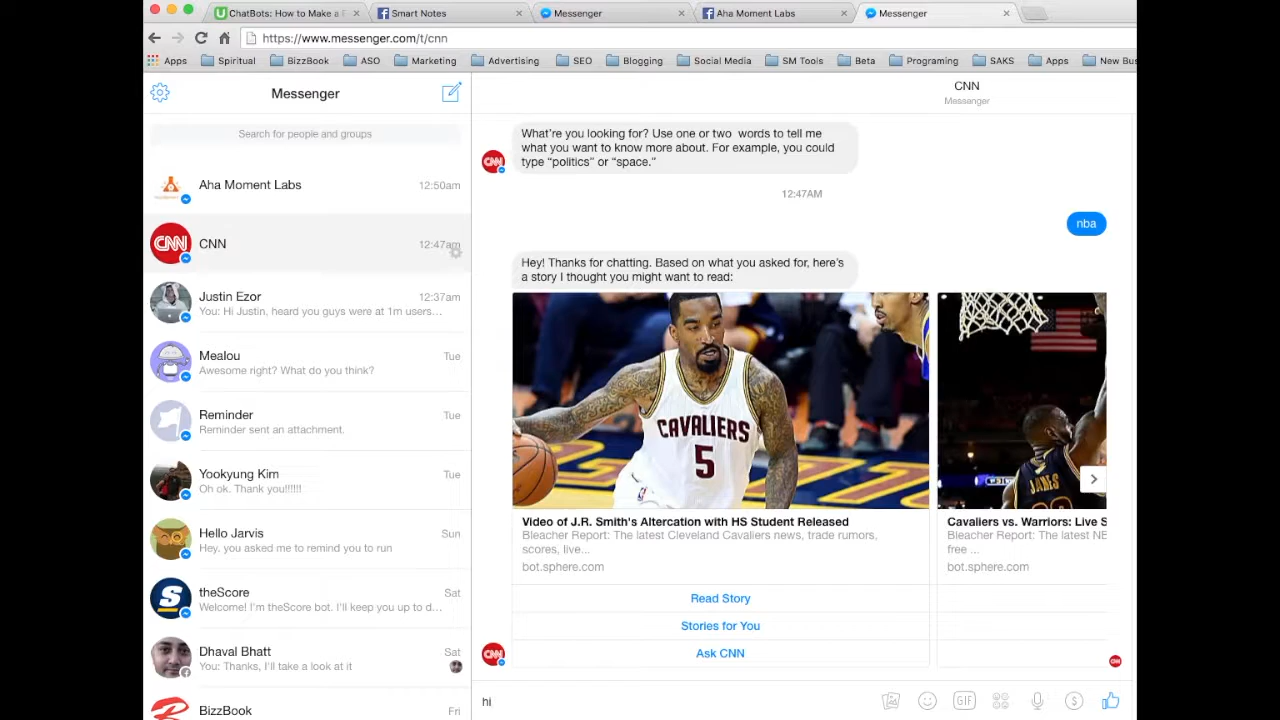 ChatBots: How to Make a F
Smart Notes
Messenger
Aha Moment Labs
Messenger
https://www.messenger.com/t/cnn
Apps
Spiritual
BizzBook
ASO
Marketing
Advertising
SEO
Blogging
Social Media
SM Tools
Beta
Programing
SAKS
Apps
New Bus
Messenger
Search for people and groups
Aha Moment Labs
12:50am
CNN
CNN
12:47am
Justin Ezor
12:37am
You: Hi Justin, heard you guys were at 1m users…
Mealou
Tue
Awesome right? What do you think?
Reminder
Tue
Reminder sent an attachment.
Yookyung Kim
Tue
Oh ok. Thank you!!!!!!
Hello Jarvis
Sun
Hey, you asked me to remind you to run
theScore
Sat
Welcome! I'm theScore bot. I'll keep you up to d…
Dhaval Bhatt
Sat
You: Thanks, I'll take a look at it
BizzBook
Fri
CNN
Messenger
What're you looking for? Use one or two words to tell me
what you want to know more about. For example, you could
type “politics” or “space.”
CNN
12:47AM
nba
Hey! Thanks for chatting. Based on what you asked for, here's
a story I thought you might want to read:
CAVALIERS
5
JAMES
Video of J.R. Smith's Altercation with HS Student Released
Bleacher Report: The latest Cleveland Cavaliers news, trade rumors,
scores, live...
bot.sphere.com
Read Story
Stories for You
Ask CNN
Cavaliers vs. Warriors: Live S
Bleacher Report: The latest NE
free ...
bot.sphere.com
CNN
CNN
hi
GIF
$